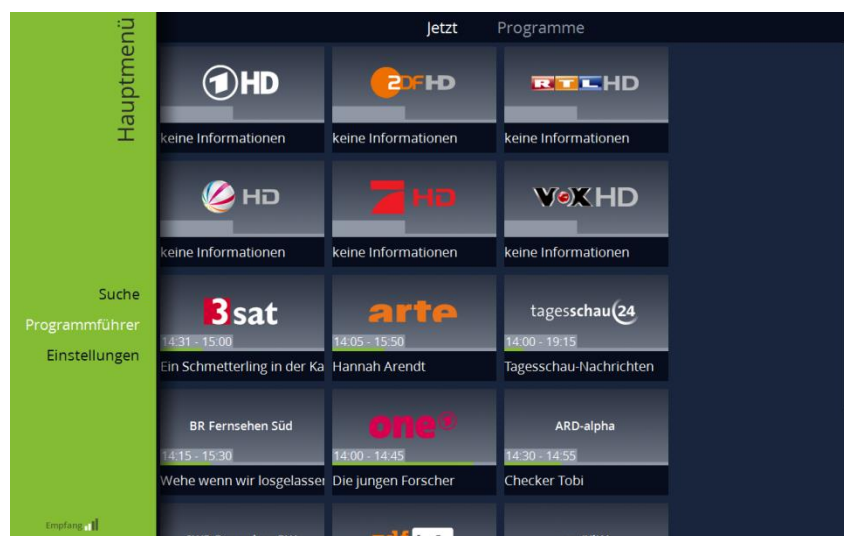 Hauptmenü
Suche
Programmführer
Einstellungen
Empfang
Jetzt Programme
1 HD
ZDF HD
RTL HD
keine Informationen
keine Informationen
keine Informationen
HD
7 HD
VOX HD
keine Informationen
keine Informationen
keine Informationen
3sat
arte
tagesschau24
14:31 - 15:00
14:05 - 15:50
14:00 - 19:15
Ein Schmetterling in der Ka
Hannah Arendt
Tagesschau-Nachrichten
BR Fernsehen Süd
one
ARD-alpha
14:15 - 15:30
14:00 - 14:45
14:30 - 14:55
Wehe wenn wir losgelassen
Die jungen Forscher
Checker Tobi